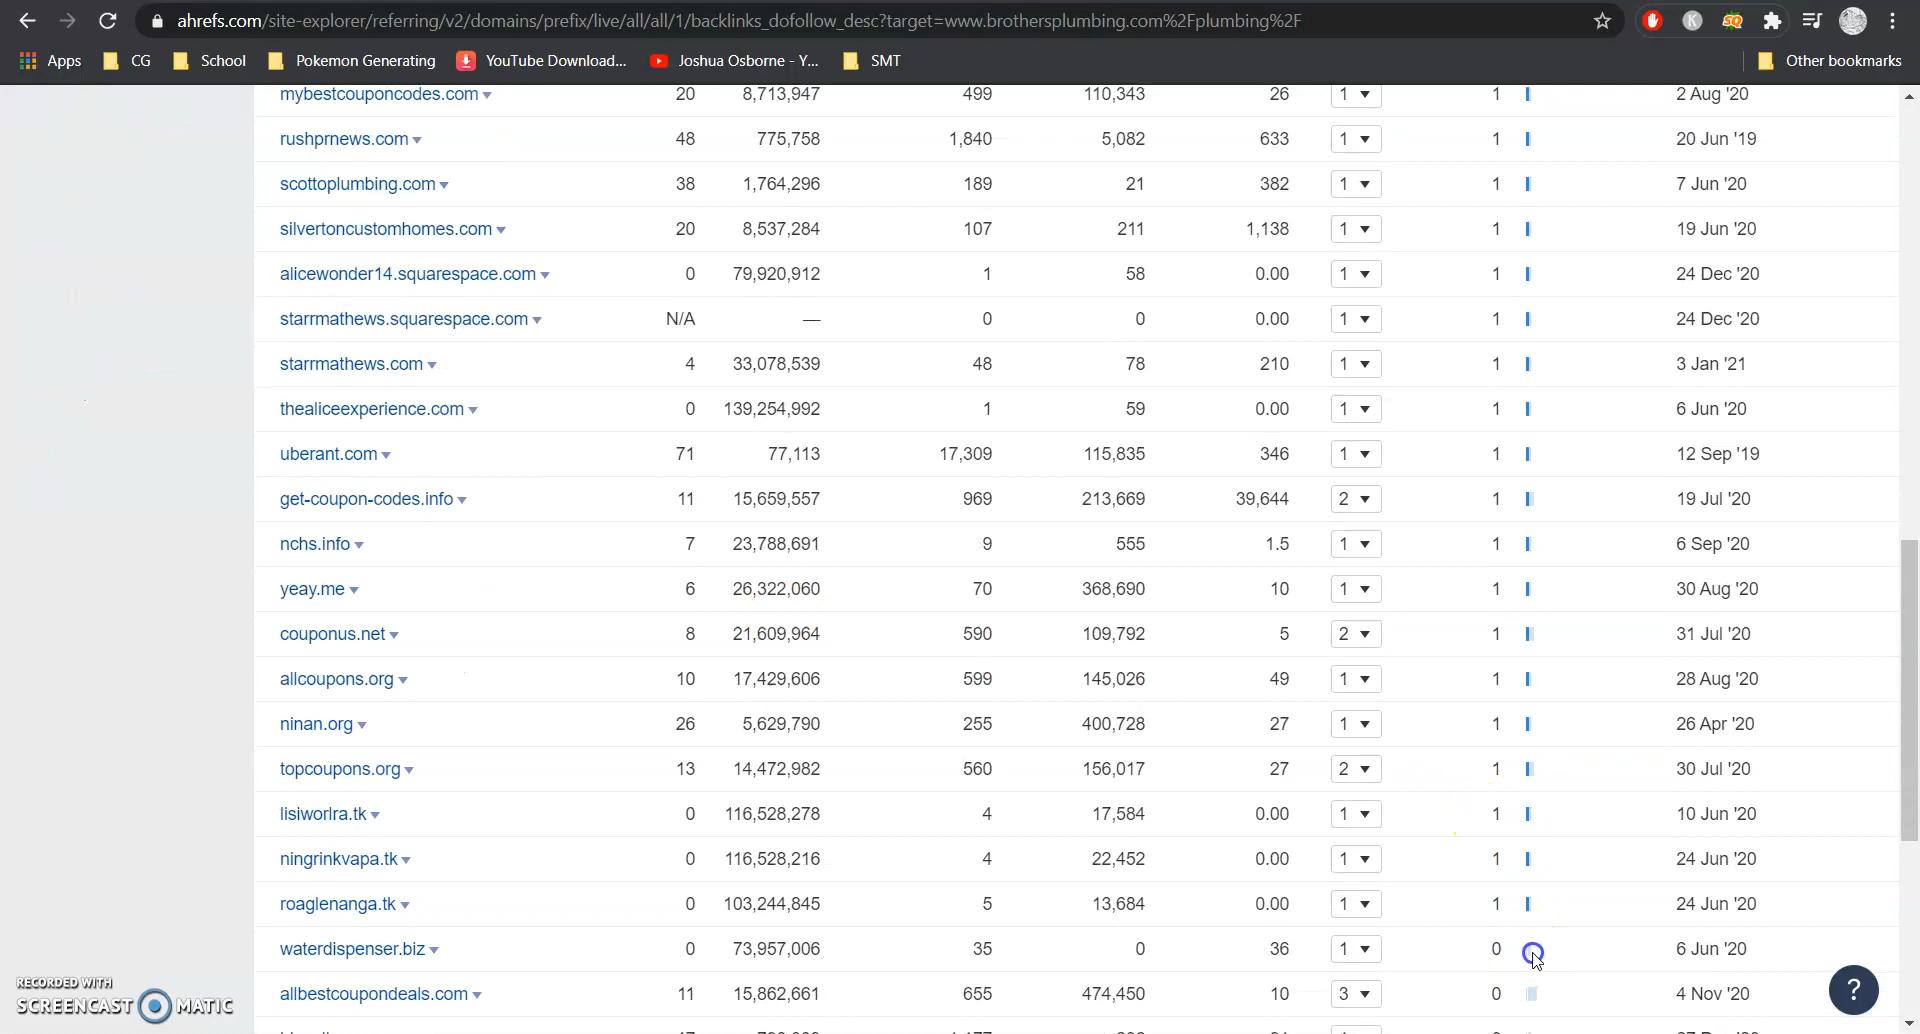 ahrefs.com/site-explorer/referring/v2/domains/prefix/live/all/all/1/backlinks_dofollow_desc?target=www.brothersplumbing.com%2Fplumbing%2F
K SQ
Apps CG School Pokemon Generating YouTube Download... Joshua Osborne - Y... SMT Other bookmarks
mybestcouponcodes.com 20 8,713,947 499 110,343 26 1 1 2 Aug '20
rushprnews.com 48 775,758 1,840 5,082 633 1 1 20 Jun '19
scottoplumbing.com 38 1,764,296 189 21 382 1 1 7 Jun '20
silvertoncustomhomes.com 20 8,537,284 107 211 1,138 1 1 19 Jun '20
alicewonder14.squarespace.com 0 79,920,912 1 58 0.00 1 1 24 Dec '20
starrmathews.squarespace.com N/A — 0 0 0.00 1 1 24 Dec '20
starrmathews.com 4 33,078,539 48 78 210 1 1 3 Jan '21
thealiceexperience.com 0 139,254,992 1 59 0.00 1 1 6 Jun '20
uberant.com 71 77,113 17,309 115,835 346 1 1 12 Sep '19
get-coupon-codes.info 11 15,659,557 969 213,669 39,644 2 1 19 Jul '20
nchs.info 7 23,788,691 9 555 1.5 1 1 6 Sep '20
yeay.me 6 26,322,060 70 368,690 10 1 1 30 Aug '20
couponus.net 8 21,609,964 590 109,792 5 2 1 31 Jul '20
allcoupons.org 10 17,429,606 599 145,026 49 1 1 28 Aug '20
ninan.org 26 5,629,790 255 400,728 27 1 1 26 Apr '20
topcoupons.org 13 14,472,982 560 156,017 27 2 1 30 Jul '20
lisiworlra.tk 0 116,528,278 4 17,584 0.00 1 1 10 Jun '20
ningrinkvapa.tk 0 116,528,216 4 22,452 0.00 1 1 24 Jun '20
roaglenanga.tk 0 103,244,845 5 13,684 0.00 1 1 24 Jun '20
waterdispenser.biz 0 73,957,006 35 0 36 1 0 6 Jun '20
allbestcoupondeals.com 11 15,862,661 655 474,450 10 3 0 4 Nov '20
?
RECORDED WITH
SCREENCAST MATIC